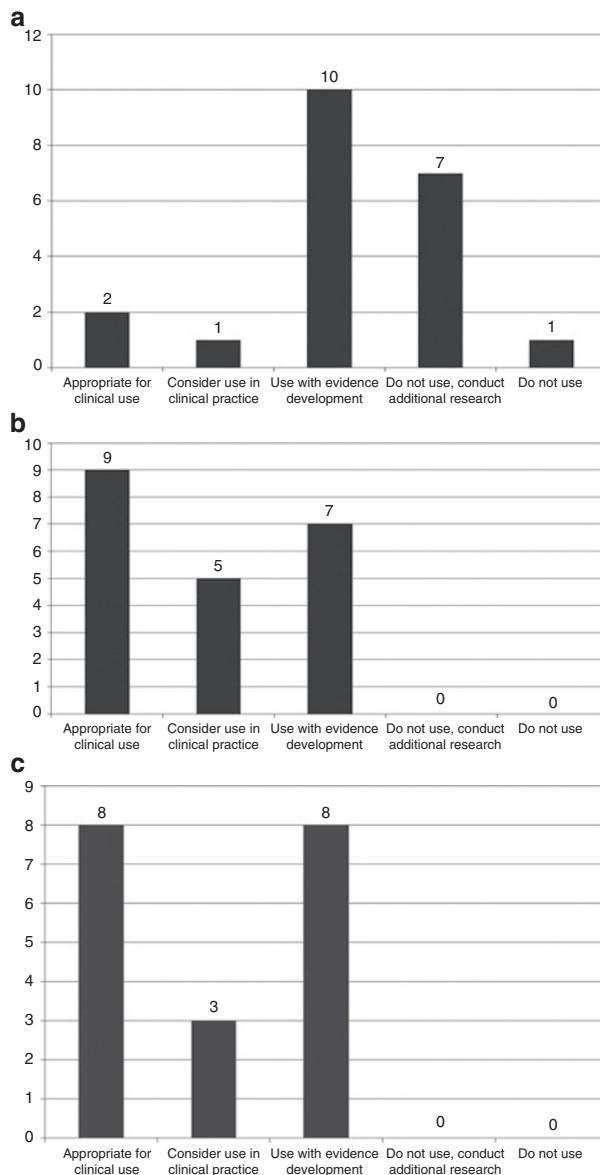 a
12
10
8
6
4
2
0
2
1
10
7
1
Appropriate for
clinical use
Consider use in
clinical practice
Use with evidence
development
Do not use, conduct
additional research
Do not use
b
10
9
8
7
6
5
4
3
2
1
0
9
5
7
0
0
Appropriate for
clinical use
Consider use in
clinical practice
Use with evidence
development
Do not use, conduct
additional research
Do not use
c
9
8
7
6
5
4
3
2
1
0
8
3
8
0
0
Appropriate for
clinical use
Consider use in
clinical practice
Use with evidence
development
Do not use, conduct
additional research
Do not use